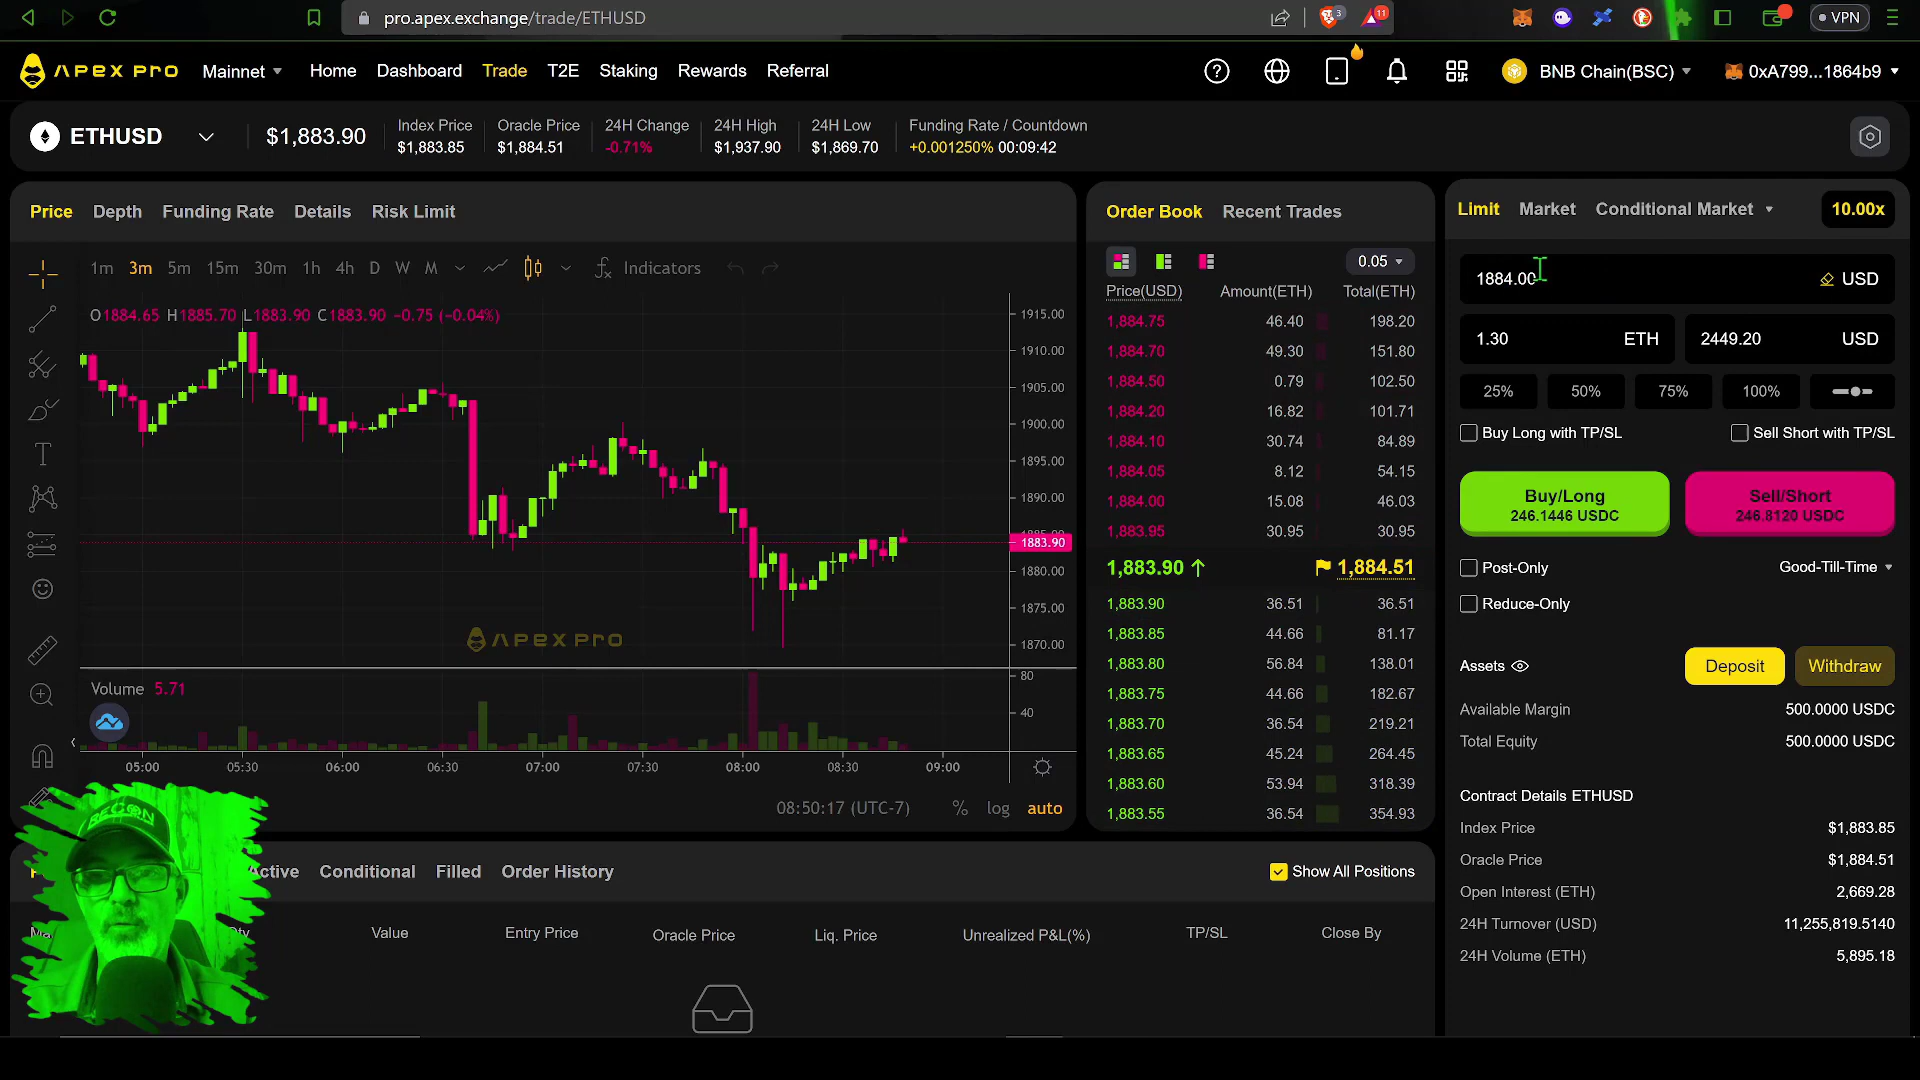 pro.apex.exchange/trade/ETHUSD
3
11
VPN
APEX PRO
Mainnet
Home
Dashboard
Trade
T2E
Staking
Rewards
Referral
BNB Chain(BSC)
0xA799...1864b9
ETHUSD
$1,883.90
Index Price
$1,883.85
Oracle Price
$1,884.51
24H Change
-0.71%
24H High
$1,937.90
24H Low
$1,869.70
Funding Rate / Countdown
+0.001250% 00:09:42
Price
Depth
Funding Rate
Details
Risk Limit
1m 3m 5m 15m 30m 1h 4h D W M
Indicators
O1884.65 H1885.70 L1883.90 C1883.90 −0.75 (−0.04%)
1915.00
1910.00
1905.00
1900.00
1895.00
1890.00
1883.90
1880.00
1875.00
1870.00
APEX PRO
Volume 5.71
80
40
05:00 05:30 06:00 06:30 07:00 07:30 08:00 08:30 09:00
08:50:17 (UTC-7) % log auto
Order Book
Recent Trades
0.05
Price(USD) Amount(ETH) Total(ETH)
1,884.75 46.40 198.20
1,884.70 49.30 151.80
1,884.50 0.79 102.50
1,884.20 16.82 101.71
1,884.10 30.74 84.89
1,884.05 8.12 54.15
1,884.00 15.08 46.03
1,883.95 30.95 30.95
1,883.90 ↑ 1,884.51
1,883.90 36.51 36.51
1,883.85 44.66 81.17
1,883.80 56.84 138.01
1,883.75 44.66 182.67
1,883.70 36.54 219.21
1,883.65 45.24 264.45
1,883.60 53.94 318.39
1,883.55 36.54 354.93
Limit
Market
Conditional Market
10.00x
1884.00 USD
1.30 ETH 2449.20 USD
25% 50% 75% 100%
Buy Long with TP/SL
Sell Short with TP/SL
Buy/Long
246.1446 USDC
Sell/Short
246.8120 USDC
Post-Only
Good-Till-Time
Reduce-Only
Assets
Deposit
Withdraw
Available Margin 500.0000 USDC
Total Equity 500.0000 USDC
Contract Details ETHUSD
Index Price $1,883.85
Oracle Price $1,884.51
Open Interest (ETH) 2,669.28
24H Turnover (USD) 11,255,819.5140
24H Volume (ETH) 5,895.18
Active
Conditional
Filled
Order History
Show All Positions
Value
Entry Price
Oracle Price
Liq. Price
Unrealized P&L(%)
TP/SL
Close By